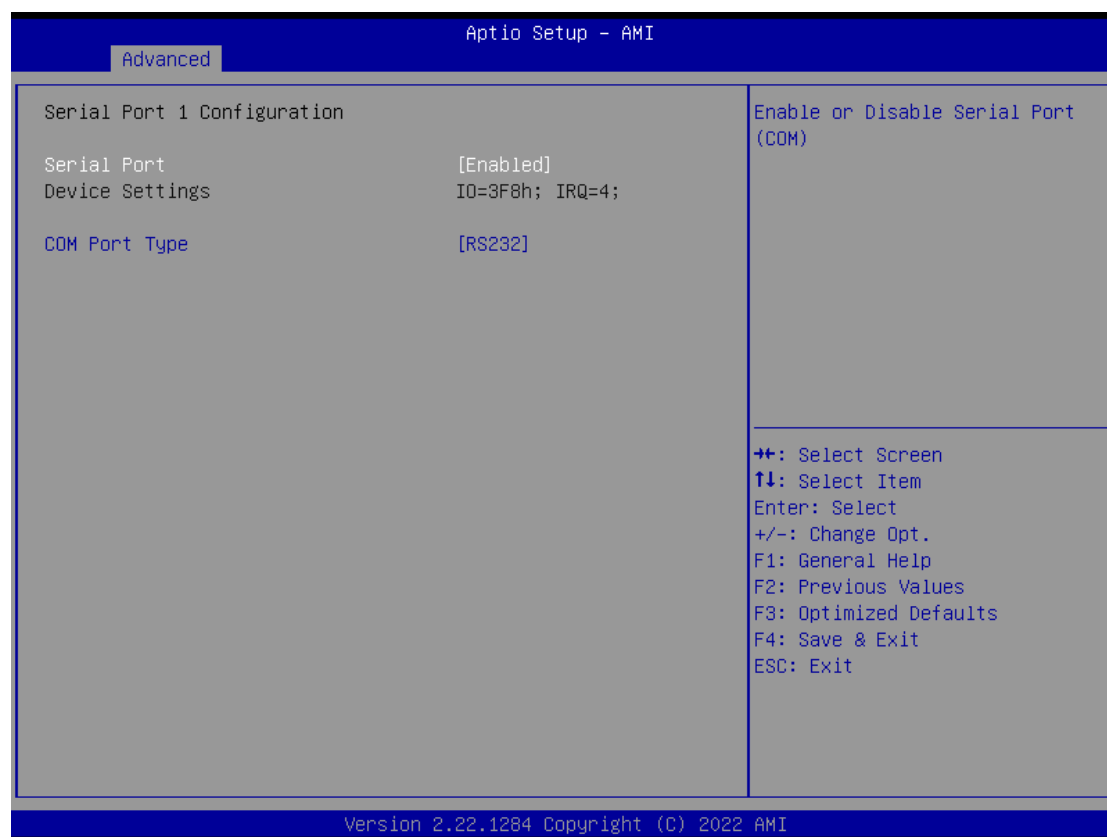 Aptio Setup – AMI
Advanced
Serial Port 1 Configuration
Serial Port [Enabled]
Device Settings IO=3F8h; IRQ=4;
COM Port Type [RS232]
Enable or Disable Serial Port
(COM)
→←: Select Screen
↑↓: Select Item
Enter: Select
+/-: Change Opt.
F1: General Help
F2: Previous Values
F3: Optimized Defaults
F4: Save & Exit
ESC: Exit
Version 2.22.1284 Copyright (C) 2022 AMI